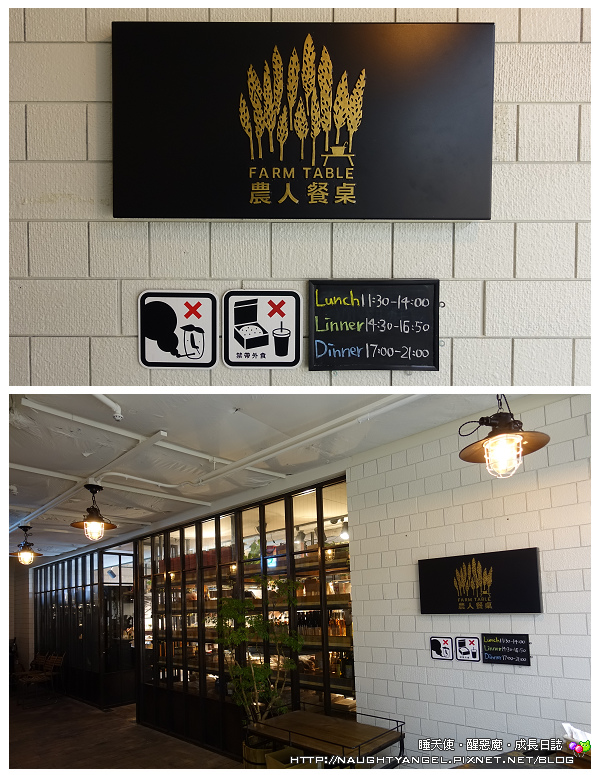 FARM TABLE
農人餐桌
禁帶外食
Lunch 11:30-14:00
Linner 14:30-16:50
Dinner 17:00-21:00
FARM TABLE
農人餐桌
Lunch 11:30-14:00
Linner 14:30-16:50
Dinner 17:00-21:00
睡天使‧醒惡魔‧成長日誌
HTTP://NAUGHTYANGEL.PIXNET.NET/BLOG